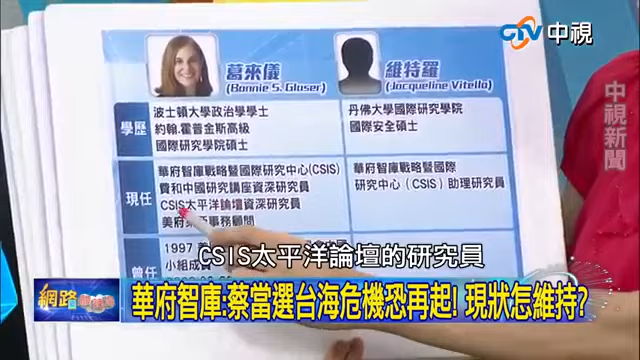 CTV中視
中視新聞
葛來儀
(Bonnie S. Glaser)
維特羅
(Jacqueline Vitello)
學歷
波士頓大學政治學學士
約翰.霍普金斯高級
國際研究學院碩士
丹佛大學國際研究學院
國際安全碩士
現任
華府智庫戰略暨國際研究中心(CSIS)
費和中國研究講座資深研究員
CSIS太平洋論壇資深研究員
華府智庫戰略暨國際
研究中心（CSIS）助理研究員
曾任
1997
小組成
CSIS太平洋論壇的研究員
網路
華府智庫:蔡當選台海危機恐再起! 現狀怎維持?